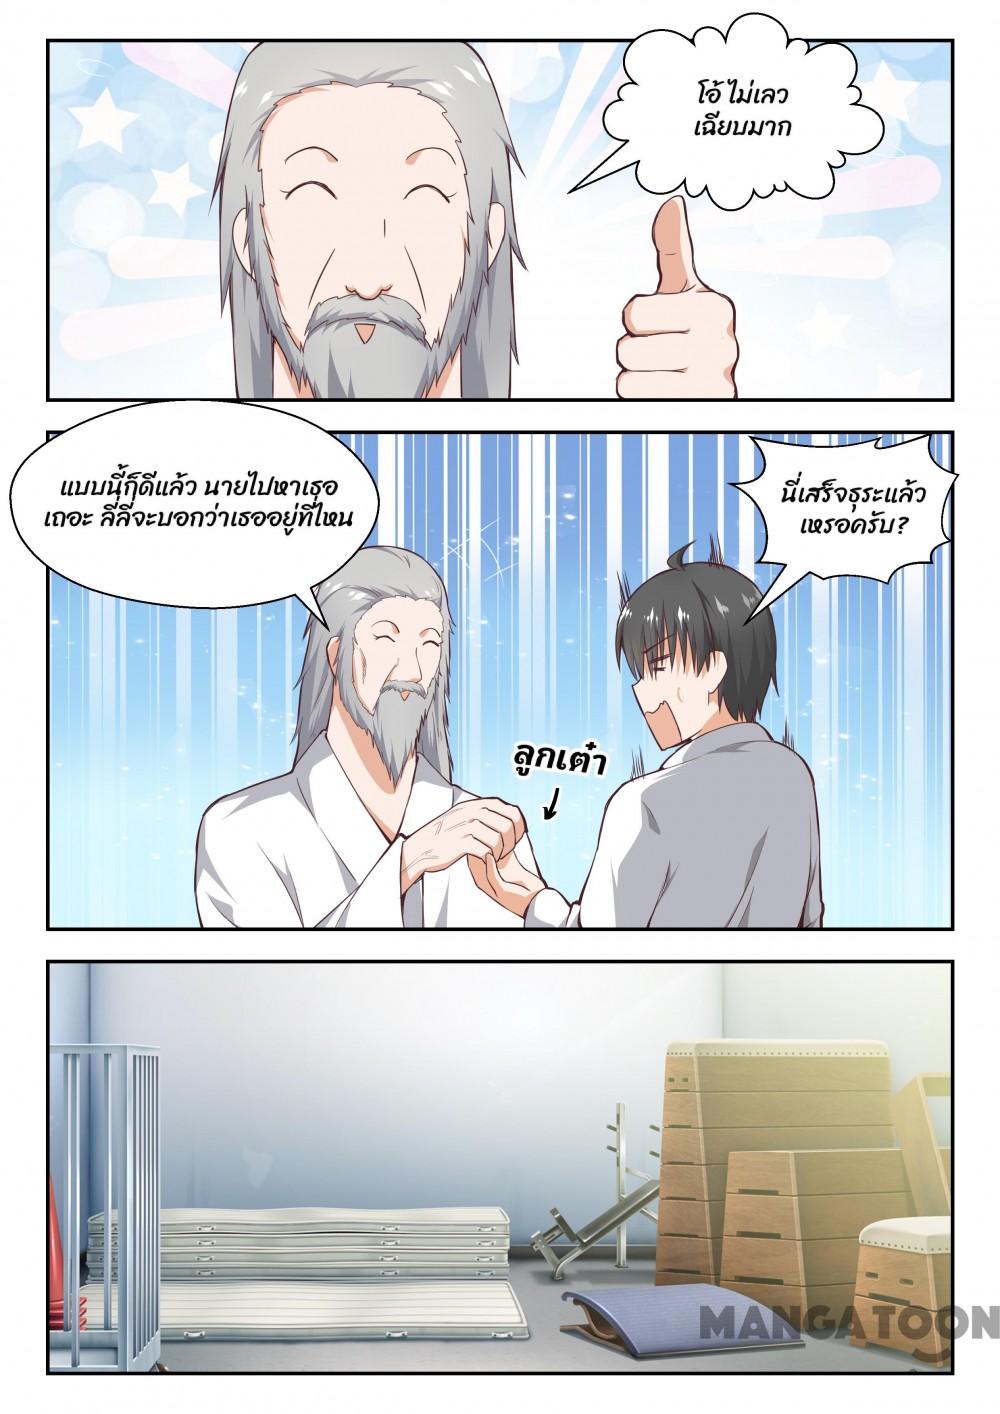 โอ้ ไม่เลว
เฉียบมาก
แบบนี้ก็ดีแล้ว นายไปหาเธอ
เถอะ ลี่ลี่จะบอกว่าเธออยู่ที่ไหน
นี่เสร็จธุระแล้ว
เหรอครับ?
ลูกเต๋า
MANGATOON